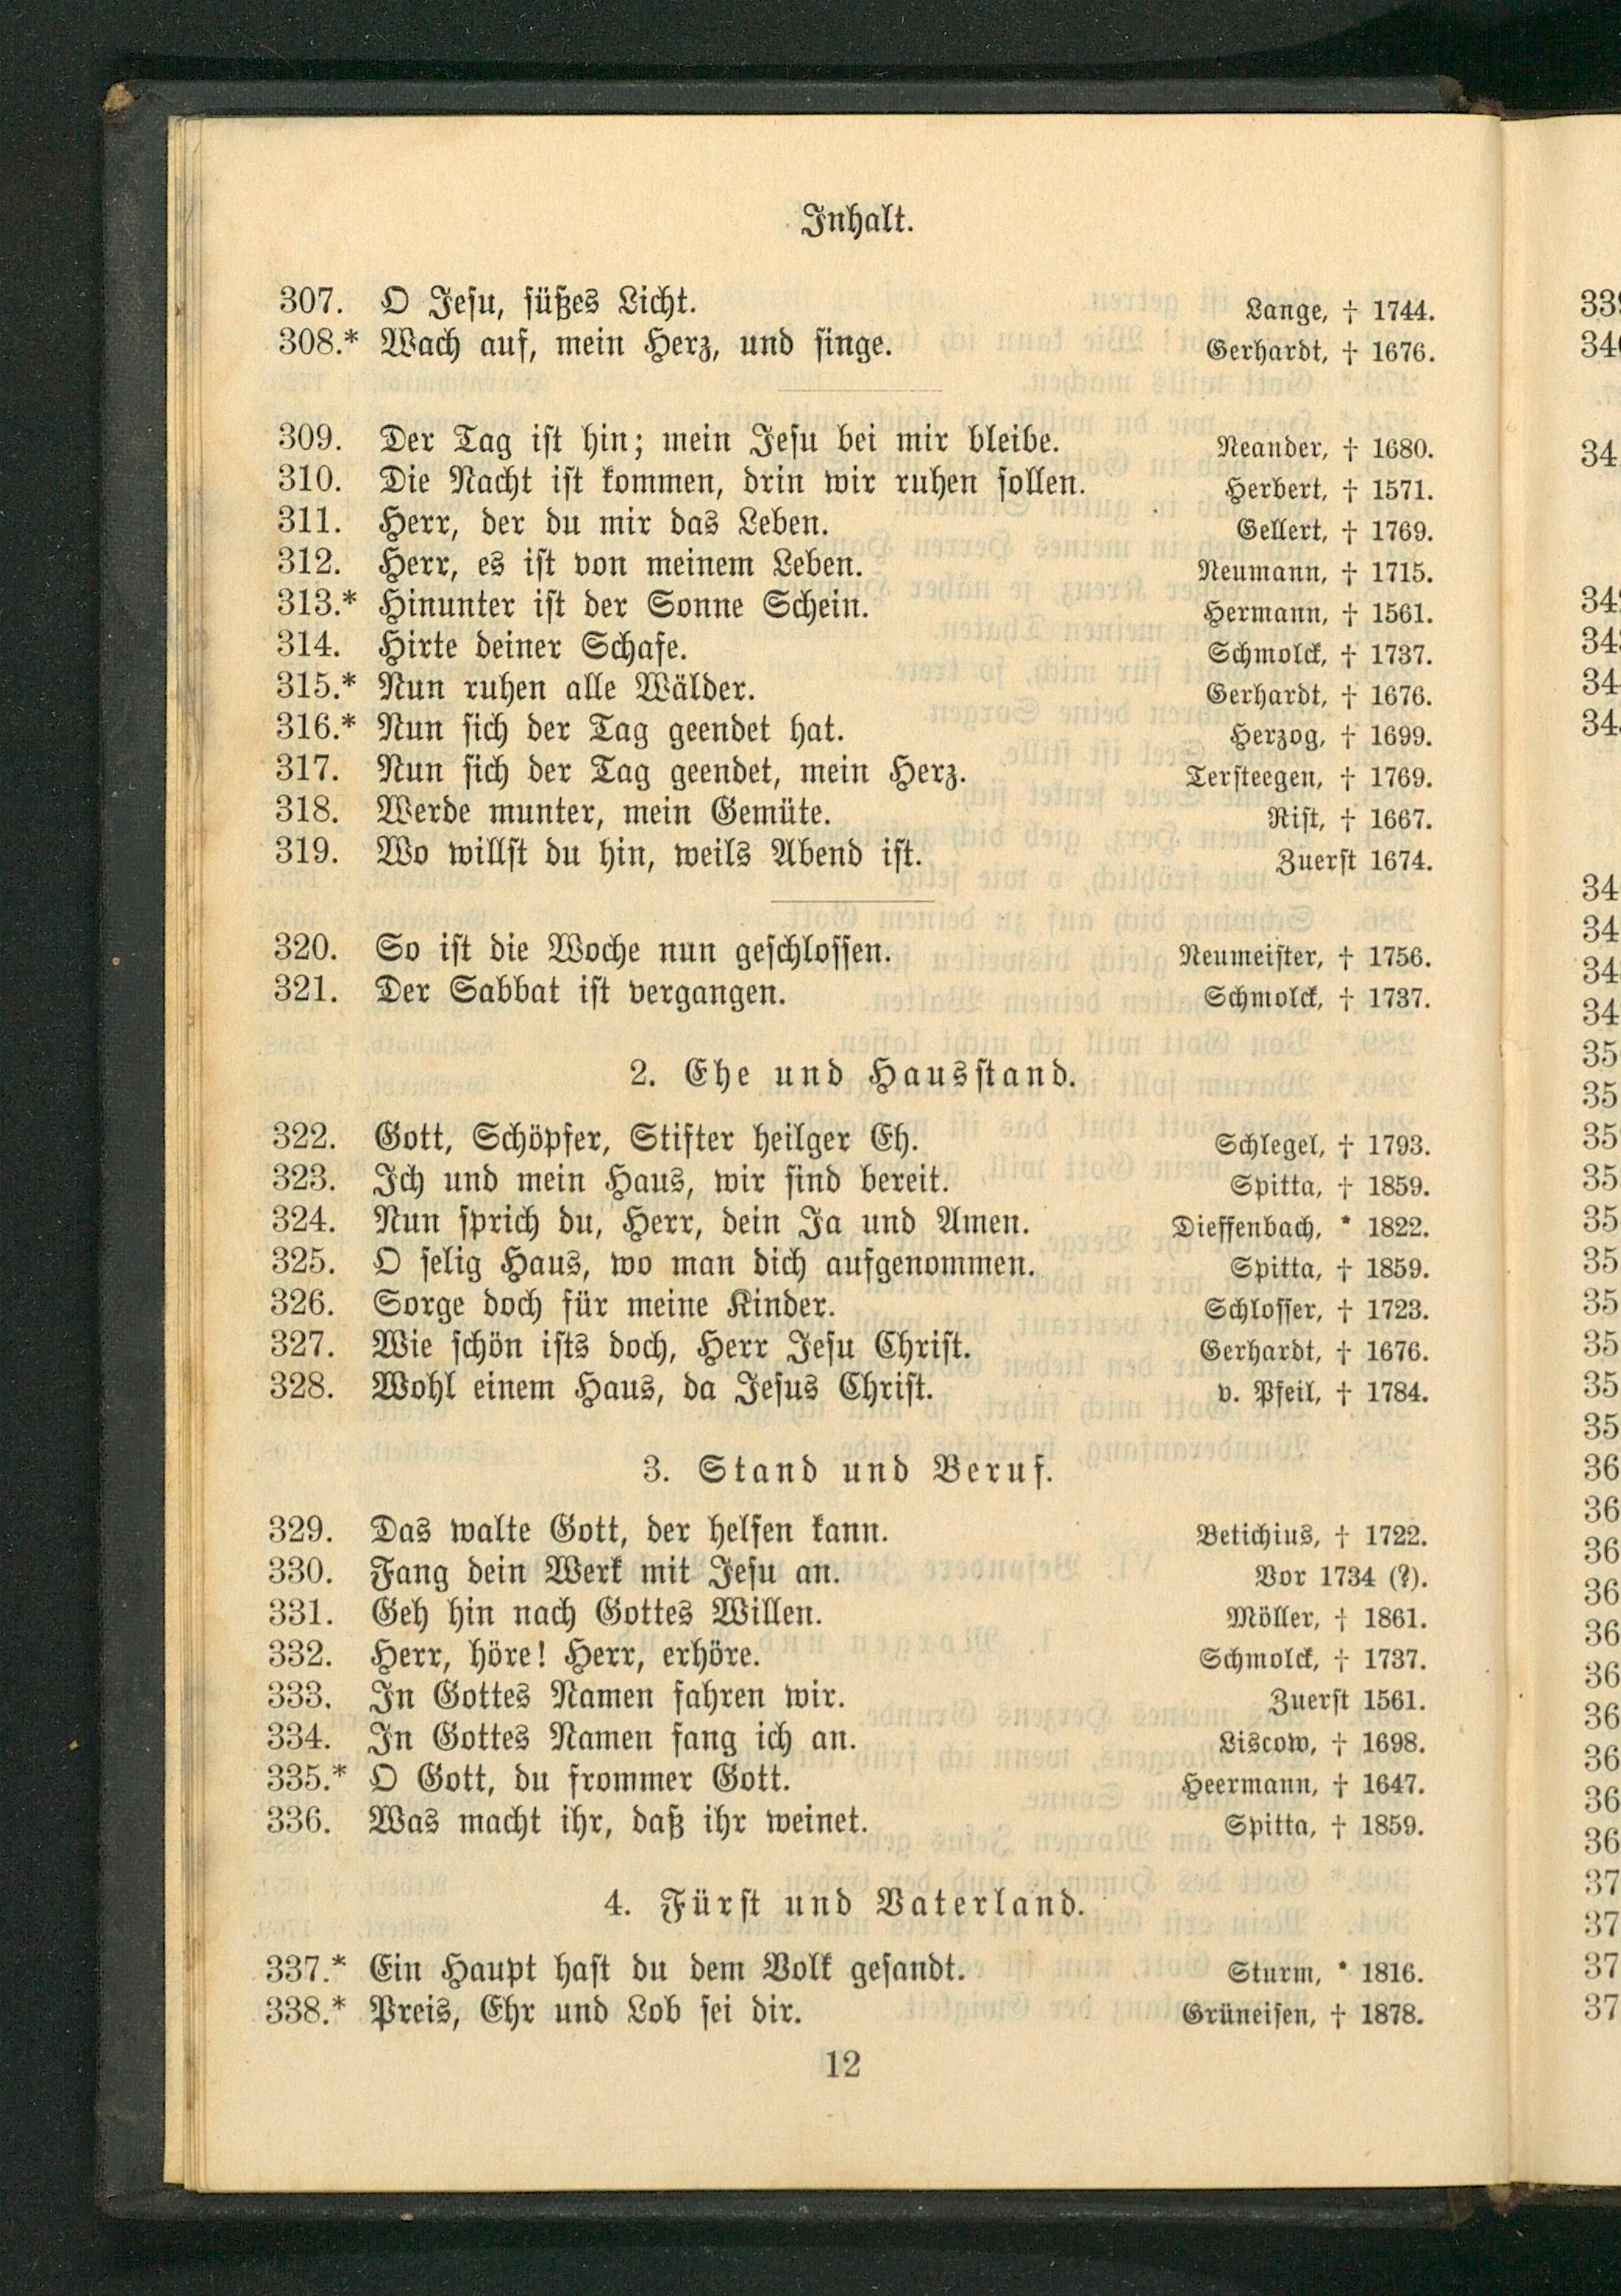 Inhalt.
307. O Jesu, süßes Licht. Lange, † 1744.
308.* Wach auf, mein Herz, und singe. Gerhardt, † 1676.
309. Der Tag ist hin; mein Jesu bei mir bleibe. Neander, † 1680.
310. Die Nacht ist kommen, drin wir ruhen sollen. Herbert, † 1571.
311. Herr, der du mir das Leben. Gellert, † 1769.
312. Herr, es ist von meinem Leben. Neumann, † 1715.
313.* Hinunter ist der Sonne Schein. Hermann, † 1561.
314. Hirte deiner Schafe. Schmolck, † 1737.
315.* Nun ruhen alle Wälder. Gerhardt, † 1676.
316.* Nun sich der Tag geendet hat. Herzog, † 1699.
317. Nun sich der Tag geendet, mein Herz. Tersteegen, † 1769.
318. Werde munter, mein Gemüte. Rist, † 1667.
319. Wo willst du hin, weils Abend ist. Zuerst 1674.
320. So ist die Woche nun geschlossen. Neumeister, † 1756.
321. Der Sabbat ist vergangen. Schmolck, † 1737.
2. Ehe und Hausstand.
322. Gott, Schöpfer, Stifter heilger Eh. Schlegel, † 1793.
323. Ich und mein Haus, wir sind bereit. Spitta, † 1859.
324. Nun sprich du, Herr, dein Ja und Amen. Dieffenbach, * 1822.
325. O selig Haus, wo man dich aufgenommen. Spitta, † 1859.
326. Sorge doch für meine Kinder. Schlosser, † 1723.
327. Wie schön ists doch, Herr Jesu Christ. Gerhardt, † 1676.
328. Wohl einem Haus, da Jesus Christ. v. Pfeil, † 1784.
3. Stand und Beruf.
329. Das walte Gott, der helfen kann. Betichius, † 1722.
330. Fang dein Werk mit Jesu an. Vor 1734 (?).
331. Geh hin nach Gottes Willen. Möller, † 1861.
332. Herr, höre! Herr, erhöre. Schmolck, † 1737.
333. In Gottes Namen fahren wir. Zuerst 1561.
334. In Gottes Namen fang ich an. Liscow, † 1698.
335.* O Gott, du frommer Gott. Heermann, † 1647.
336. Was macht ihr, daß ihr weinet. Spitta, † 1859.
4. Fürst und Vaterland.
337.* Ein Haupt hast du dem Volk gesandt. Sturm, * 1816.
338.* Preis, Ehr und Lob sei dir. Grüneisen, † 1878.
12